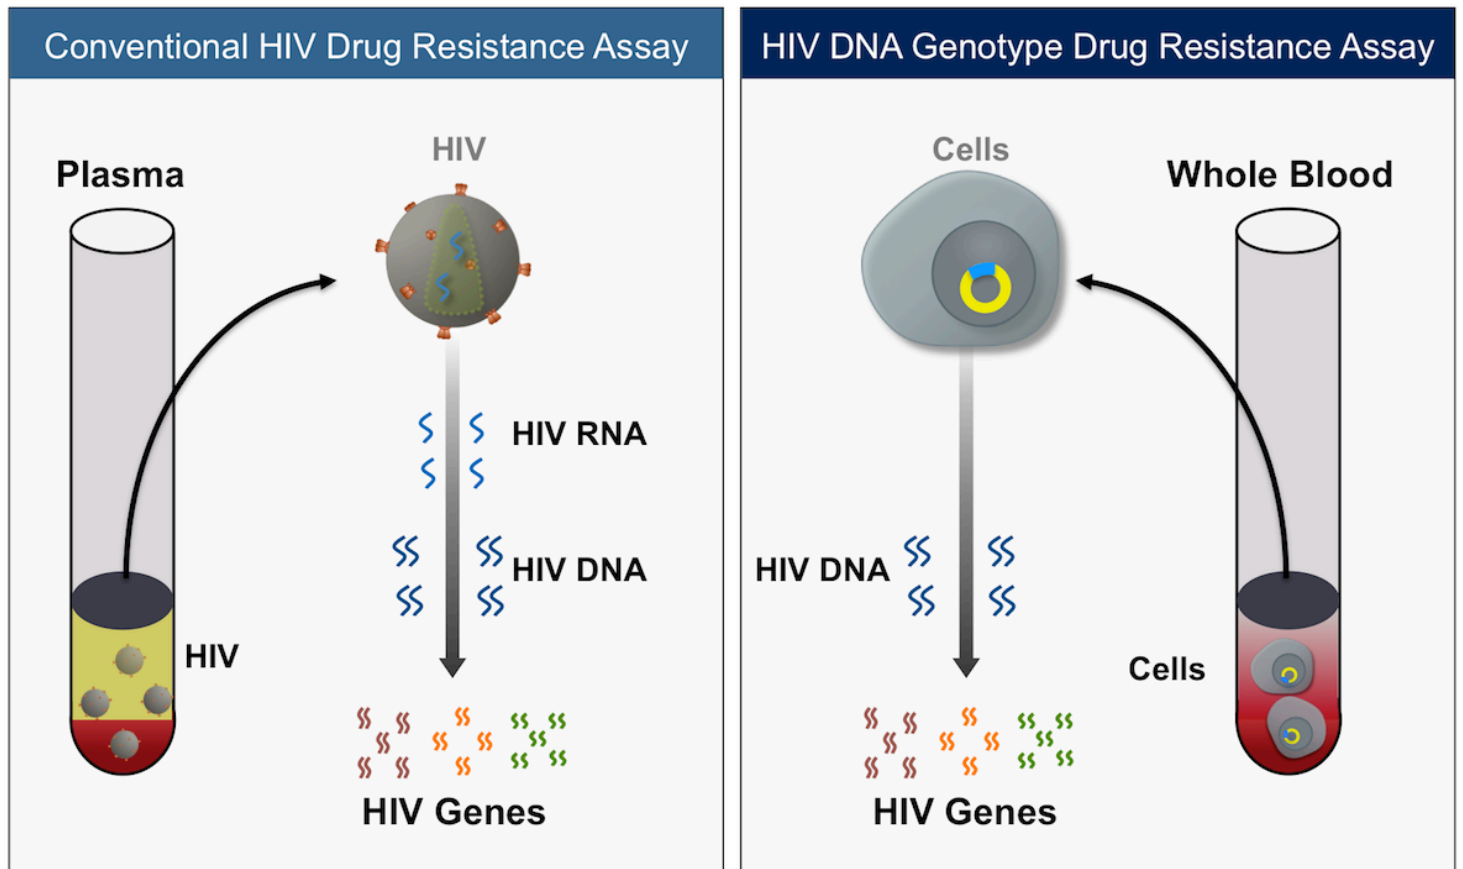 Conventional HIV Drug Resistance Assay
Plasma
HIV
HIV RNA
HIV DNA
HIV
HIV Genes
HIV DNA Genotype Drug Resistance Assay
Cells
Whole Blood
HIV DNA
Cells
HIV Genes